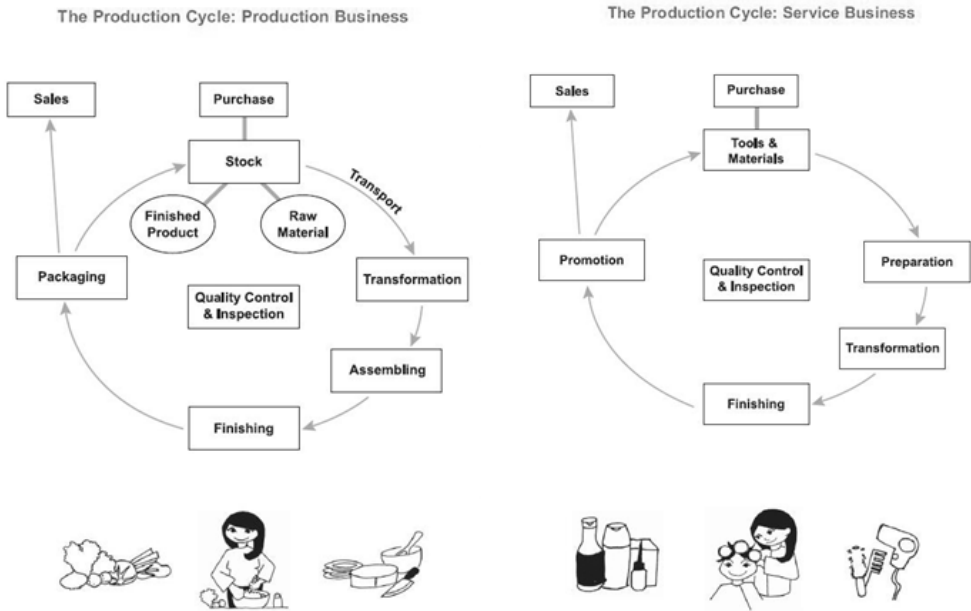 The Production Cycle: Production Business
Sales
Purchase
Stock
Transport
Finished
Product
Raw
Material
Packaging
Quality Control
& Inspection
Transformation
Assembling
Finishing
The Production Cycle: Service Business
Sales
Purchase
Tools &
Materials
Promotion
Quality Control
& Inspection
Preparation
Transformation
Finishing